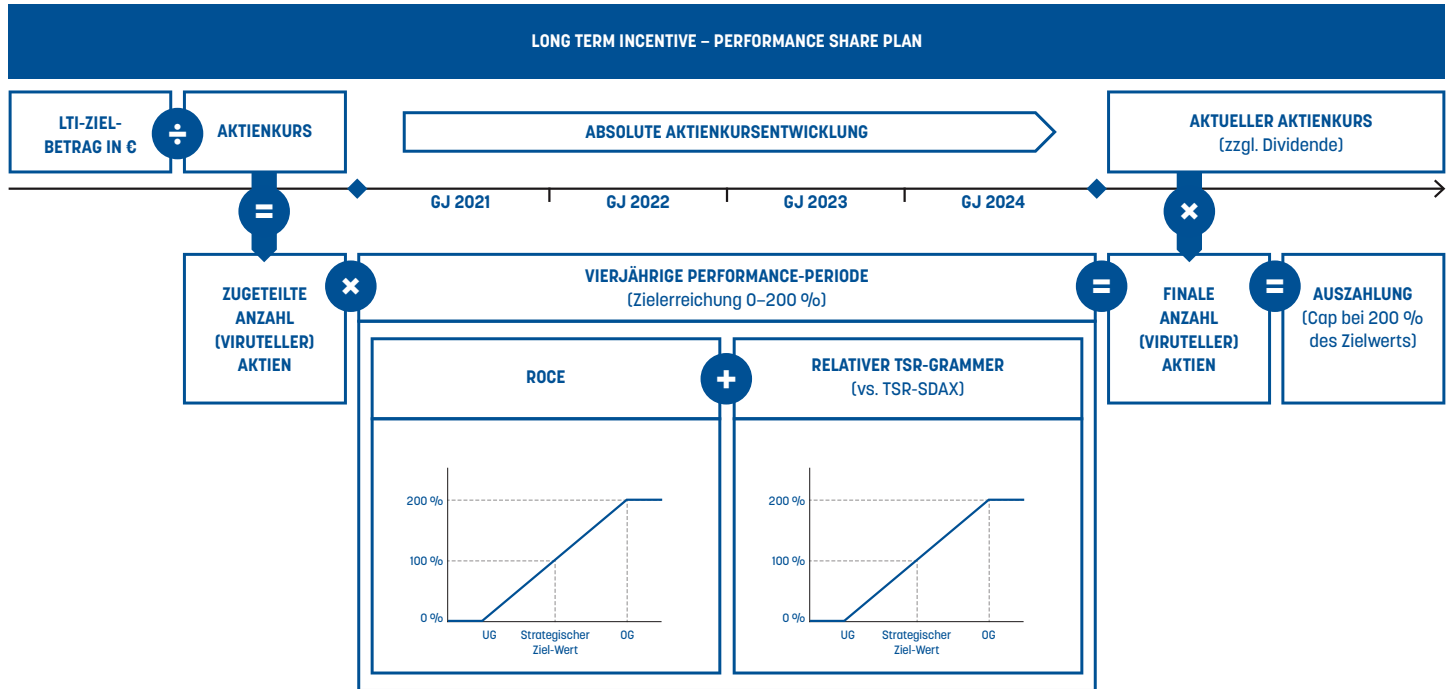 LONG TERM INCENTIVE – PERFORMANCE SHARE PLAN
LTI-ZIEL-
BETRAG IN €
÷
AKTIENKURS
ABSOLUTE AKTIENKURSENTWICKLUNG
AKTUELLER AKTIENKURS
(zzgl. Dividende)
=
GJ 2021
GJ 2022
GJ 2023
GJ 2024
×
ZUGETEILTE
ANZAHL
(VIRUTELLER)
AKTIEN
×
VIERJÄHRIGE PERFORMANCE-PERIODE
(Zielerreichung 0–200 %)
=
FINALE
ANZAHL
(VIRUTELLER)
AKTIEN
=
AUSZAHLUNG
(Cap bei 200 %
des Zielwerts)
ROCE
+
RELATIVER TSR-GRAMMER
(vs. TSR-SDAX)
200 %
100 %
0 %
UG
Strategischer
Ziel-Wert
OG
200 %
100 %
0 %
UG
Strategischer
Ziel-Wert
OG